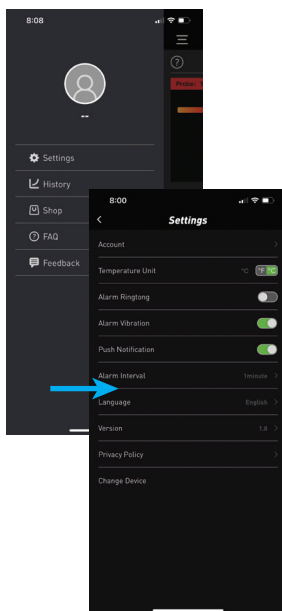 8:08
Probe
--
Settings
History
Shop
FAQ
Feedback
8:00
Settings
Account
Temperature Unit °C °F °C
Alarm Ringtong
Alarm Vibration
Push Notification
Alarm Interval 1minute
Language English
Version 1.8
Privacy Policy
Change Device